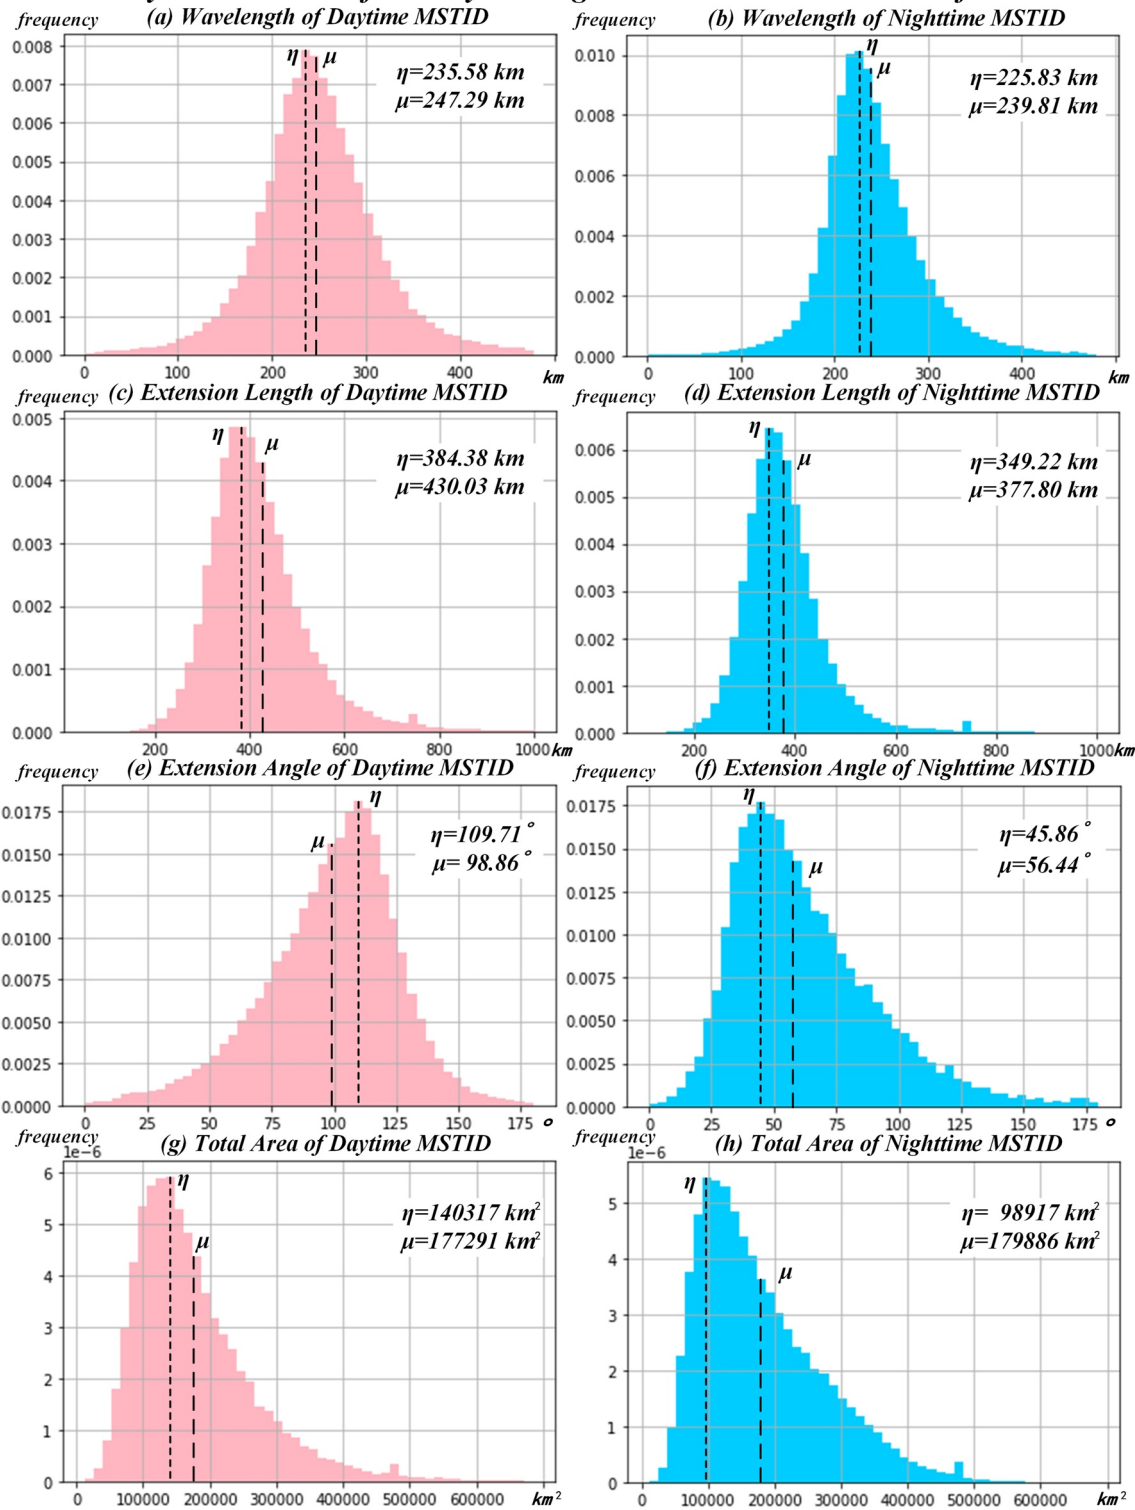 frequency (a) Wavelength of Daytime MSTID
η
μ
η=235.58 km
μ=247.29 km
0.008
0.007
0.006
0.005
0.004
0.003
0.002
0.001
0.000
0 100 200 300 400 km
frequency (b) Wavelength of Nighttime MSTID
η
μ
η=225.83 km
μ=239.81 km
0.010
0.008
0.006
0.004
0.002
0.000
0 100 200 300 400 km
frequency (c) Extension Length of Daytime MSTID
η
μ
η=384.38 km
μ=430.03 km
0.005
0.004
0.003
0.002
0.001
0.000
200 400 600 800 1000 km
frequency (d) Extension Length of Nighttime MSTID
η
μ
η=349.22 km
μ=377.80 km
0.006
0.005
0.004
0.003
0.002
0.001
0.000
200 400 600 800 1000 km
frequency (e) Extension Angle of Daytime MSTID
η
μ
η=109.71°
μ= 98.86°
0.0175
0.0150
0.0125
0.0100
0.0075
0.0050
0.0025
0.0000
0 25 50 75 100 125 150 175 °
frequency (f) Extension Angle of Nighttime MSTID
η
μ
η=45.86°
μ=56.44°
0.0175
0.0150
0.0125
0.0100
0.0075
0.0050
0.0025
0.0000
0 25 50 75 100 125 150 175 °
frequency (g) Total Area of Daytime MSTID
1e−6
η
μ
η=140317 km²
μ=177291 km²
6
5
4
3
2
1
0
0 100000 200000 300000 400000 500000 600000 km²
frequency (h) Total Area of Nighttime MSTID
1e−6
η
μ
η= 98917 km²
μ=179886 km²
5
4
3
2
1
0
0 100000 200000 300000 400000 500000 600000 km²